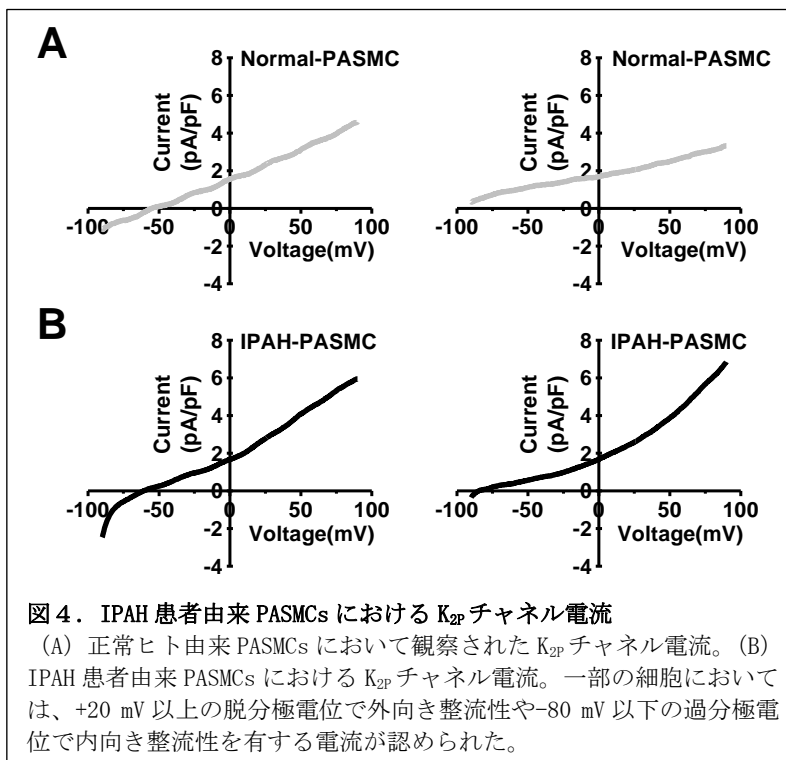 A
Normal-PASMC
Current
(pA/pF)
8
6
4
2
0
-2
-4
-100
-50
0
50
100
Voltage(mV)
Normal-PASMC
Current
(pA/pF)
8
6
4
2
0
-2
-4
-100
-50
0
50
100
Voltage(mV)
B
IPAH-PASMC
Current
(pA/pF)
8
6
4
2
0
-2
-4
-100
-50
0
50
100
Voltage(mV)
IPAH-PASMC
Current
(pA/pF)
8
6
4
2
0
-2
-4
-100
-50
0
50
100
Voltage(mV)
図４．IPAH 患者由来 PASMCs における K2P チャネル電流
(A) 正常ヒト由来 PASMCs において観察された K2P チャネル電流。(B)
IPAH 患者由来 PASMCs における K2P チャネル電流。一部の細胞において
は、+20 mV 以上の脱分極電位で外向き整流性や-80 mV 以下の過分極電
位で内向き整流性を有する電流が認められた。